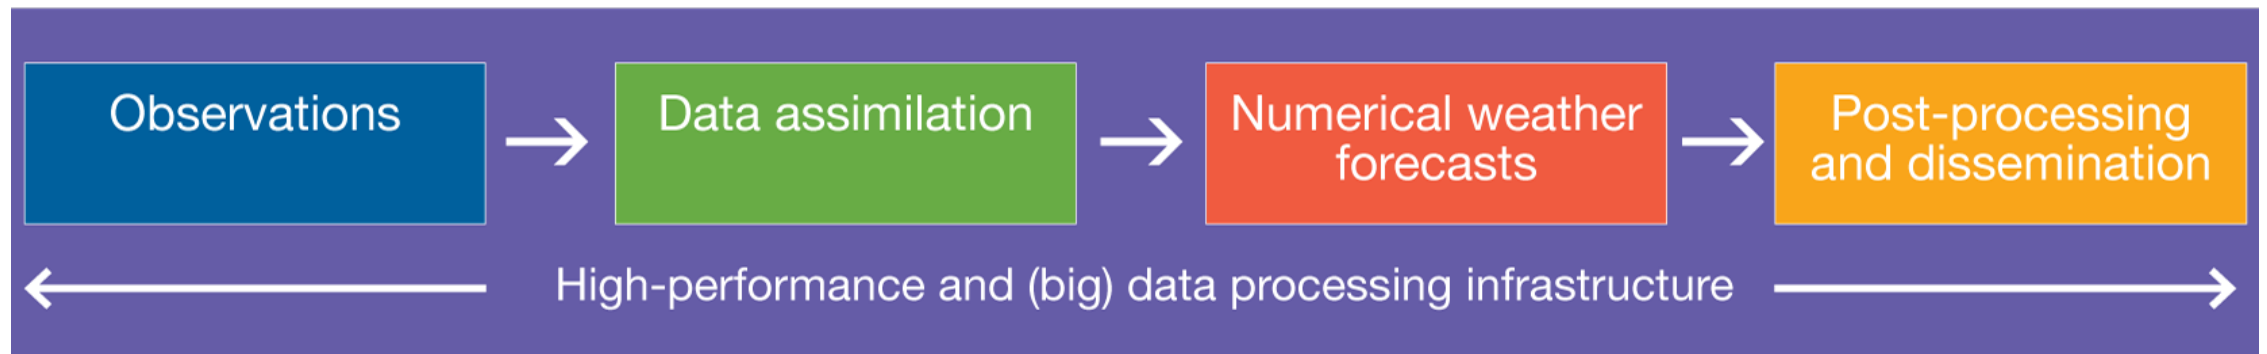 Observations
Data assimilation
Numerical weather
forecasts
Post-processing
and dissemination
High-performance and (big) data processing infrastructure